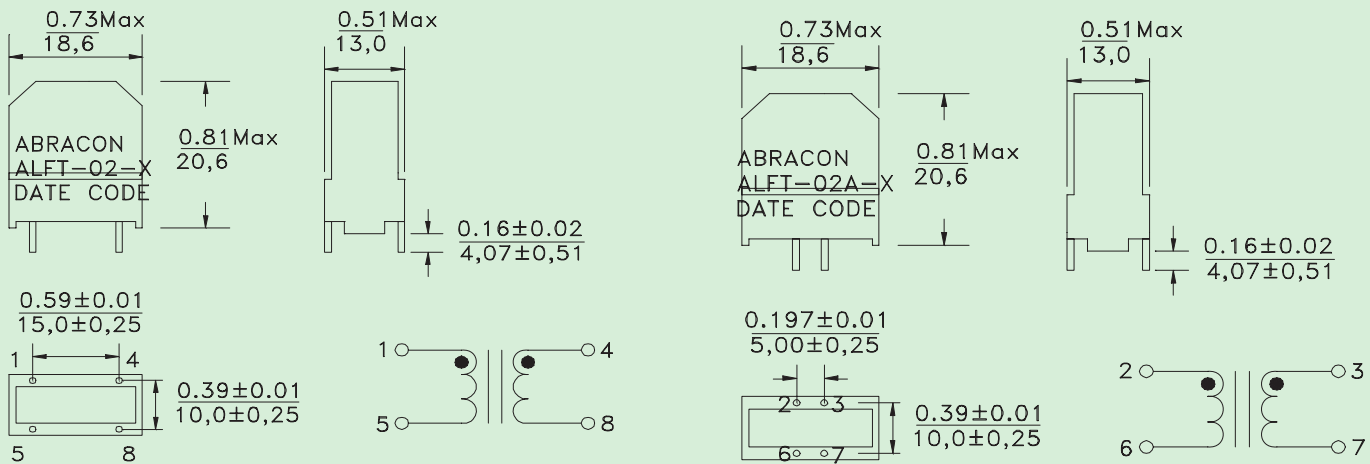 0.73Max
18,6
0.51Max
13,0
ABRACON
ALFT-02-X
DATE CODE
0.81Max
20,6
0.16±0.02
4,07±0,51
0.59±0.01
15,0±0,25
1 4
5 8
0.39±0.01
10,0±0,25
1 4
5 8
0.73Max
18,6
0.51Max
13,0
ABRACON
ALFT-02A-X
DATE CODE
0.81Max
20,6
0.16±0.02
4,07±0,51
0.197±0.01
5,00±0,25
2 3
6 7
0.39±0.01
10,0±0,25
2 3
6 7